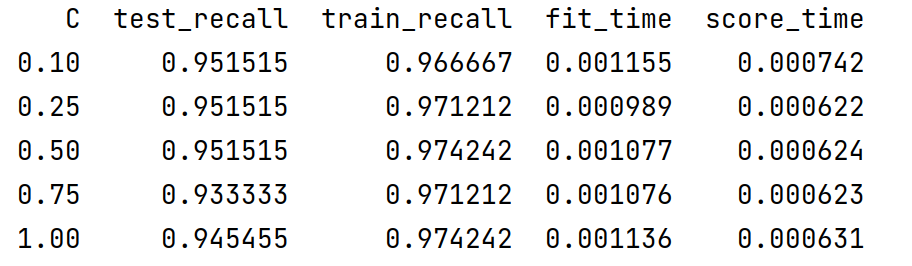 C test_recall train_recall fit_time score_time
0.10 0.951515 0.966667 0.001155 0.000742
0.25 0.951515 0.971212 0.000989 0.000622
0.50 0.951515 0.974242 0.001077 0.000624
0.75 0.933333 0.971212 0.001076 0.000623
1.00 0.945455 0.974242 0.001136 0.000631